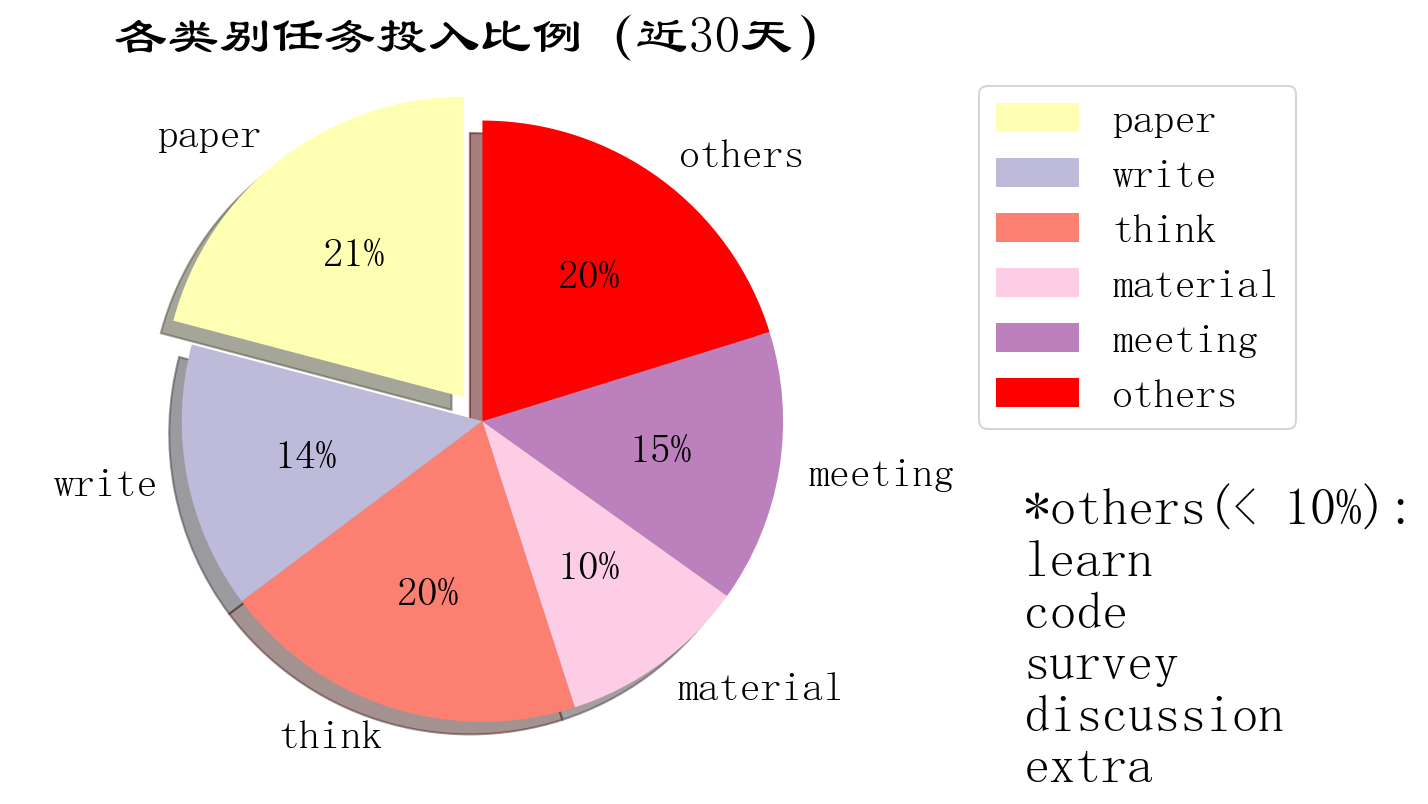 各类别任务投入比例 (近30天)
paper
others
21%
20%
14%
15%
write
meeting
20%
10%
material
think
paper
write
think
material
meeting
others
*others(< 10%):
learn
code
survey
discussion
extra